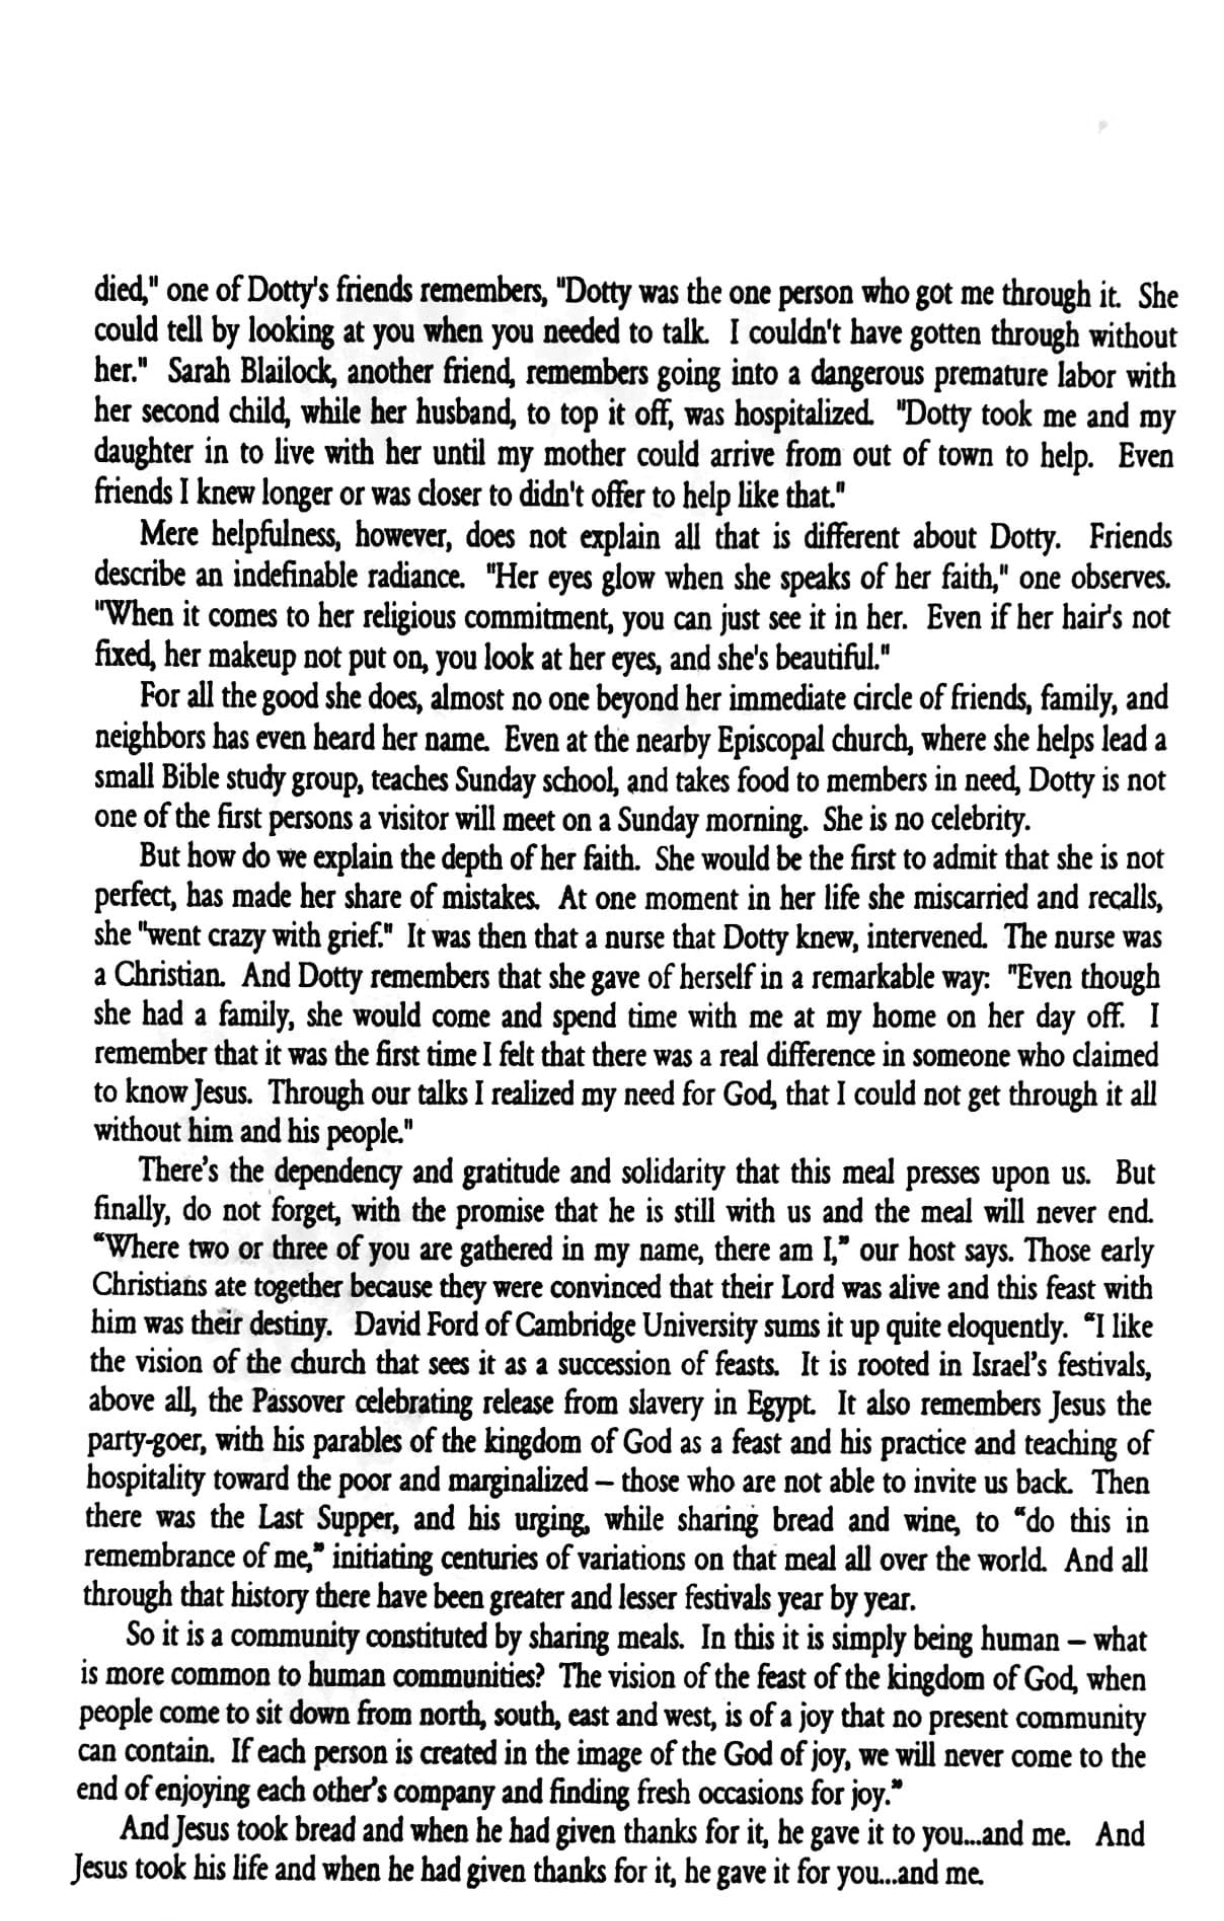 died," one of Dotty's friends remembers, "Dotty was the one person who got me through it. She
could tell by looking at you when you needed to talk. I couldn't have gotten through without
her." Sarah Blailock, another friend, remembers going into a dangerous premature labor with
her second child, while her husband, to top it off, was hospitalized. "Dotty took me and my
daughter in to live with her until my mother could arrive from out of town to help. Even
friends I knew longer or was closer to didn't offer to help like that."
Mere helpfulness, however, does not explain all that is different about Dotty. Friends
describe an indefinable radiance. "Her eyes glow when she speaks of her faith," one observes.
"When it comes to her religious commitment, you can just see it in her. Even if her hair's not
fixed, her makeup not put on, you look at her eyes, and she's beautiful."
For all the good she does, almost no one beyond her immediate circle of friends, family, and
neighbors has even heard her name. Even at the nearby Episcopal church, where she helps lead a
small Bible study group, teaches Sunday school, and takes food to members in need, Dotty is not
one of the first persons a visitor will meet on a Sunday morning. She is no celebrity.
But how do we explain the depth of her faith. She would be the first to admit that she is not
perfect, has made her share of mistakes. At one moment in her life she miscarried and recalls,
she "went crazy with grief." It was then that a nurse that Dotty knew, intervened. The nurse was
a Christian. And Dotty remembers that she gave of herself in a remarkable way: "Even though
she had a family, she would come and spend time with me at my home on her day off. I
remember that it was the first time I felt that there was a real difference in someone who claimed
to know Jesus. Through our talks I realized my need for God, that I could not get through it all
without him and his people."
There's the dependency and gratitude and solidarity that this meal presses upon us. But
finally, do not forget, with the promise that he is still with us and the meal will never end.
“Where two or three of you are gathered in my name, there am I,” our host says. Those early
Christians ate together because they were convinced that their Lord was alive and this feast with
him was their destiny. David Ford of Cambridge University sums it up quite eloquently. “I like
the vision of the church that sees it as a succession of feasts. It is rooted in Israel's festivals,
above all, the Passover celebrating release from slavery in Egypt. It also remembers Jesus the
party-goer, with his parables of the kingdom of God as a feast and his practice and teaching of
hospitality toward the poor and marginalized – those who are not able to invite us back. Then
there was the Last Supper, and his urging, while sharing bread and wine, to “do this in
remembrance of me,” initiating centuries of variations on that meal all over the world. And all
through that history there have been greater and lesser festivals year by year.
So it is a community constituted by sharing meals. In this it is simply being human – what
is more common to human communities? The vision of the feast of the kingdom of God, when
people come to sit down from north, south, east and west, is of a joy that no present community
can contain. If each person is created in the image of the God of joy, we will never come to the
end of enjoying each other's company and finding fresh occasions for joy.”
And Jesus took bread and when he had given thanks for it, he gave it to you...and me. And
Jesus took his life and when he had given thanks for it, he gave it for you...and me.